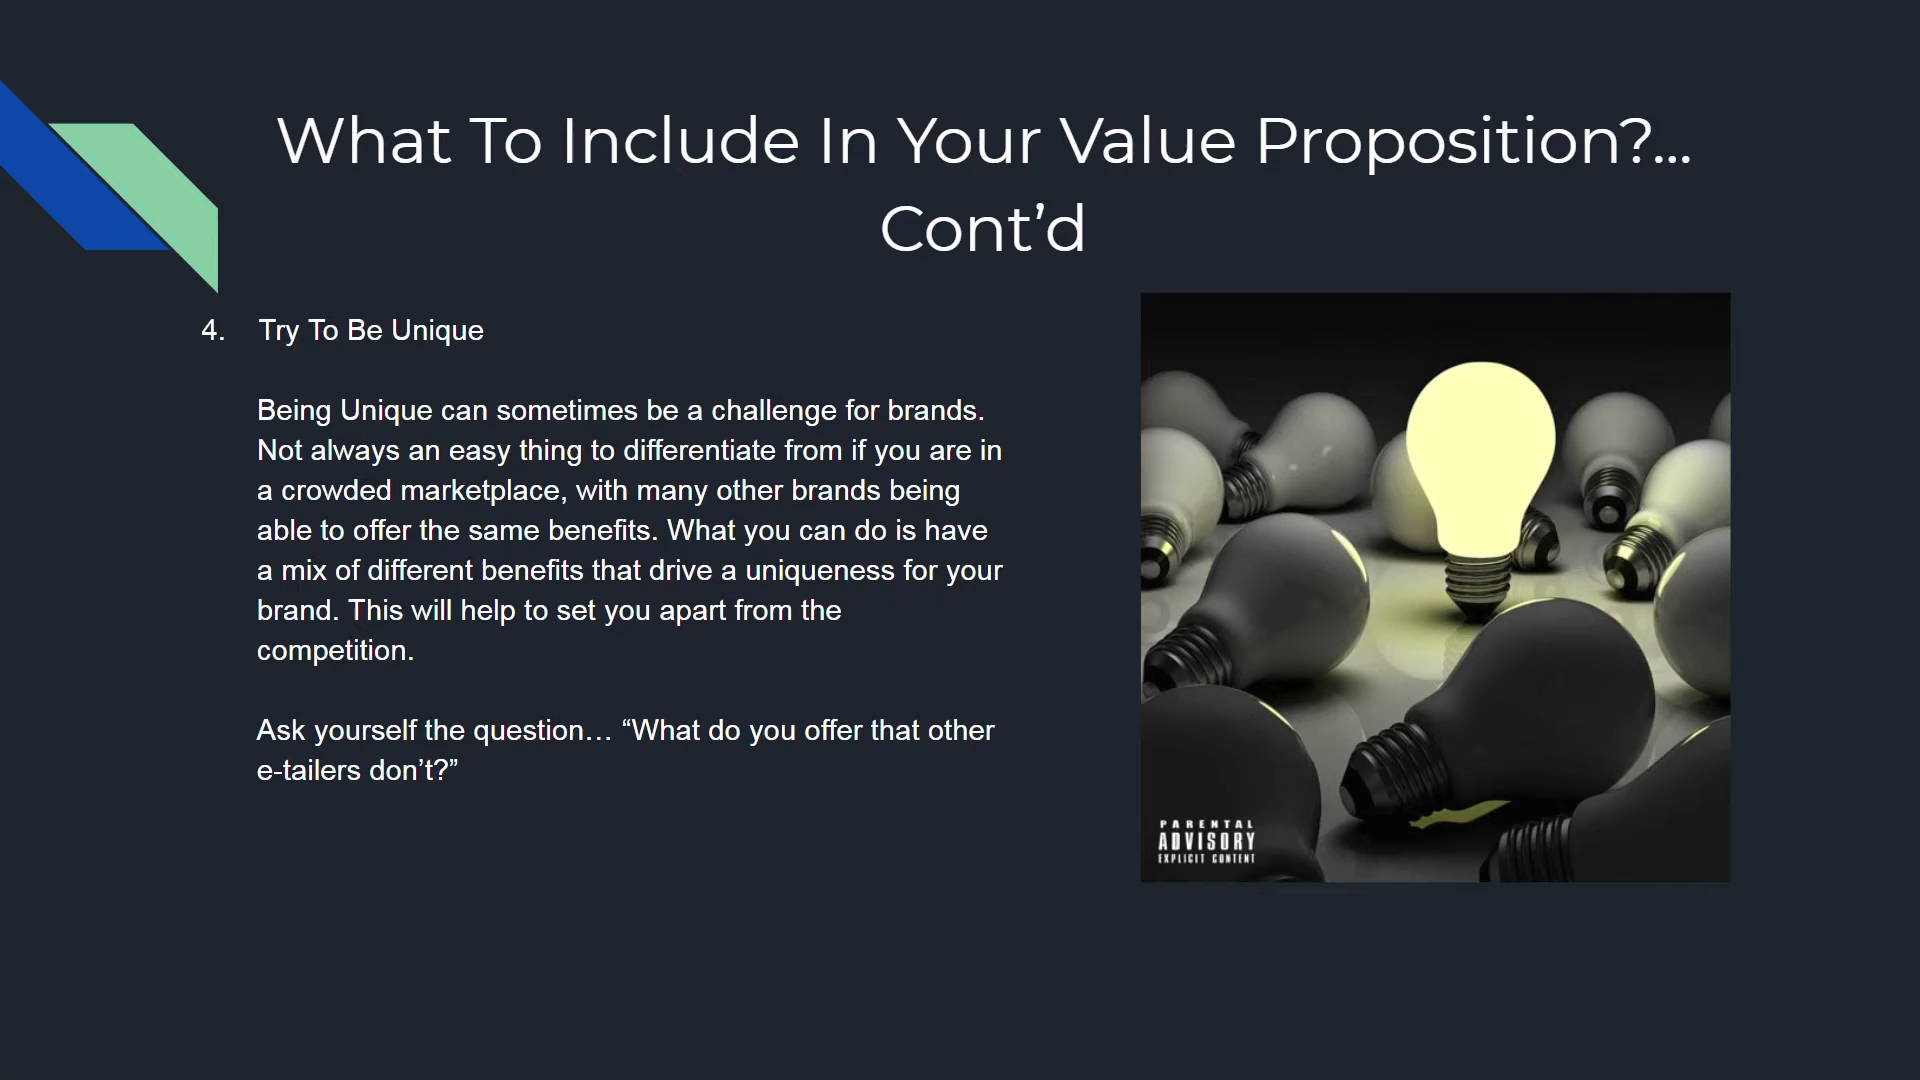 What To Include In Your Value Proposition?...
Cont’d
4. Try To Be Unique
Being Unique can sometimes be a challenge for brands.
Not always an easy thing to differentiate from if you are in
a crowded marketplace, with many other brands being
able to offer the same benefits. What you can do is have
a mix of different benefits that drive a uniqueness for your
brand. This will help to set you apart from the
competition.
Ask yourself the question… “What do you offer that other
e-tailers don’t?”
PARENTAL
ADVISORY
EXPLICIT CONTENT